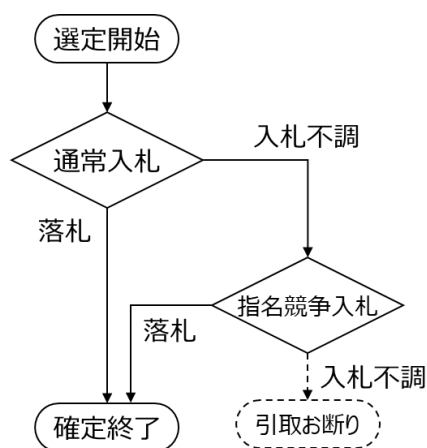 選定開始
通常入札
入札不調
落札
指名競争入札
落札
入札不調
確定終了
引取お断り